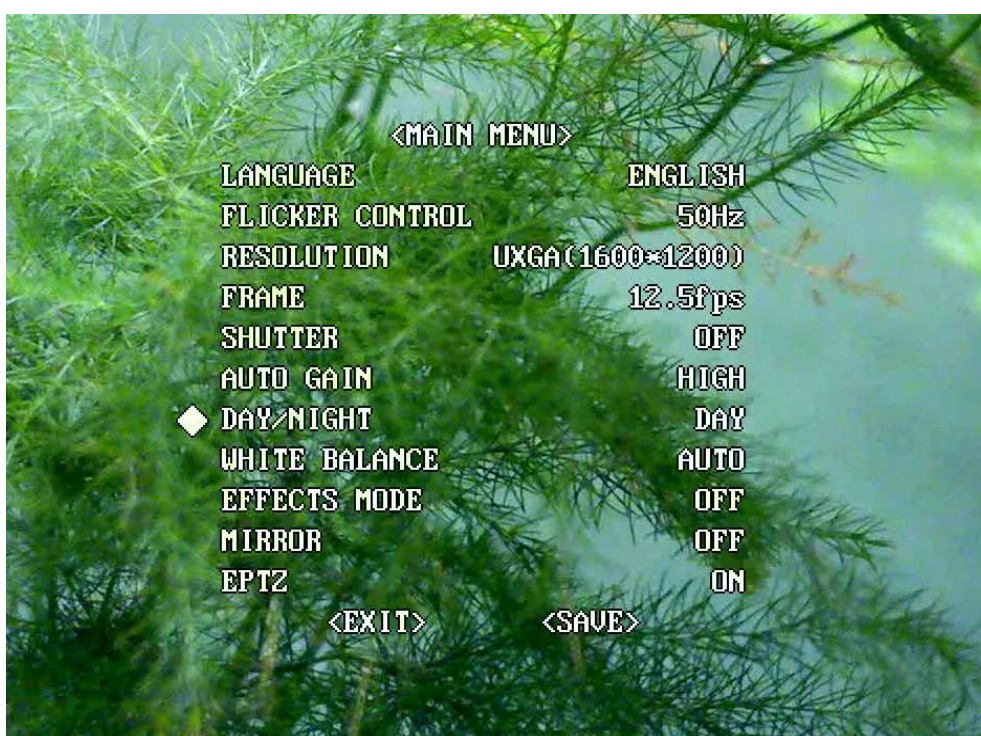 <MAIN MENU>
LANGUAGE ENGLISH
FLICKER CONTROL 50Hz
RESOLUTION UXGA(1600*1200)
FRAME 12.5fps
SHUTTER OFF
AUTO GAIN HIGH
DAY/NIGHT DAY
WHITE BALANCE AUTO
EFFECTS MODE OFF
MIRROR OFF
EPTZ ON
<EXIT> <SAVE>